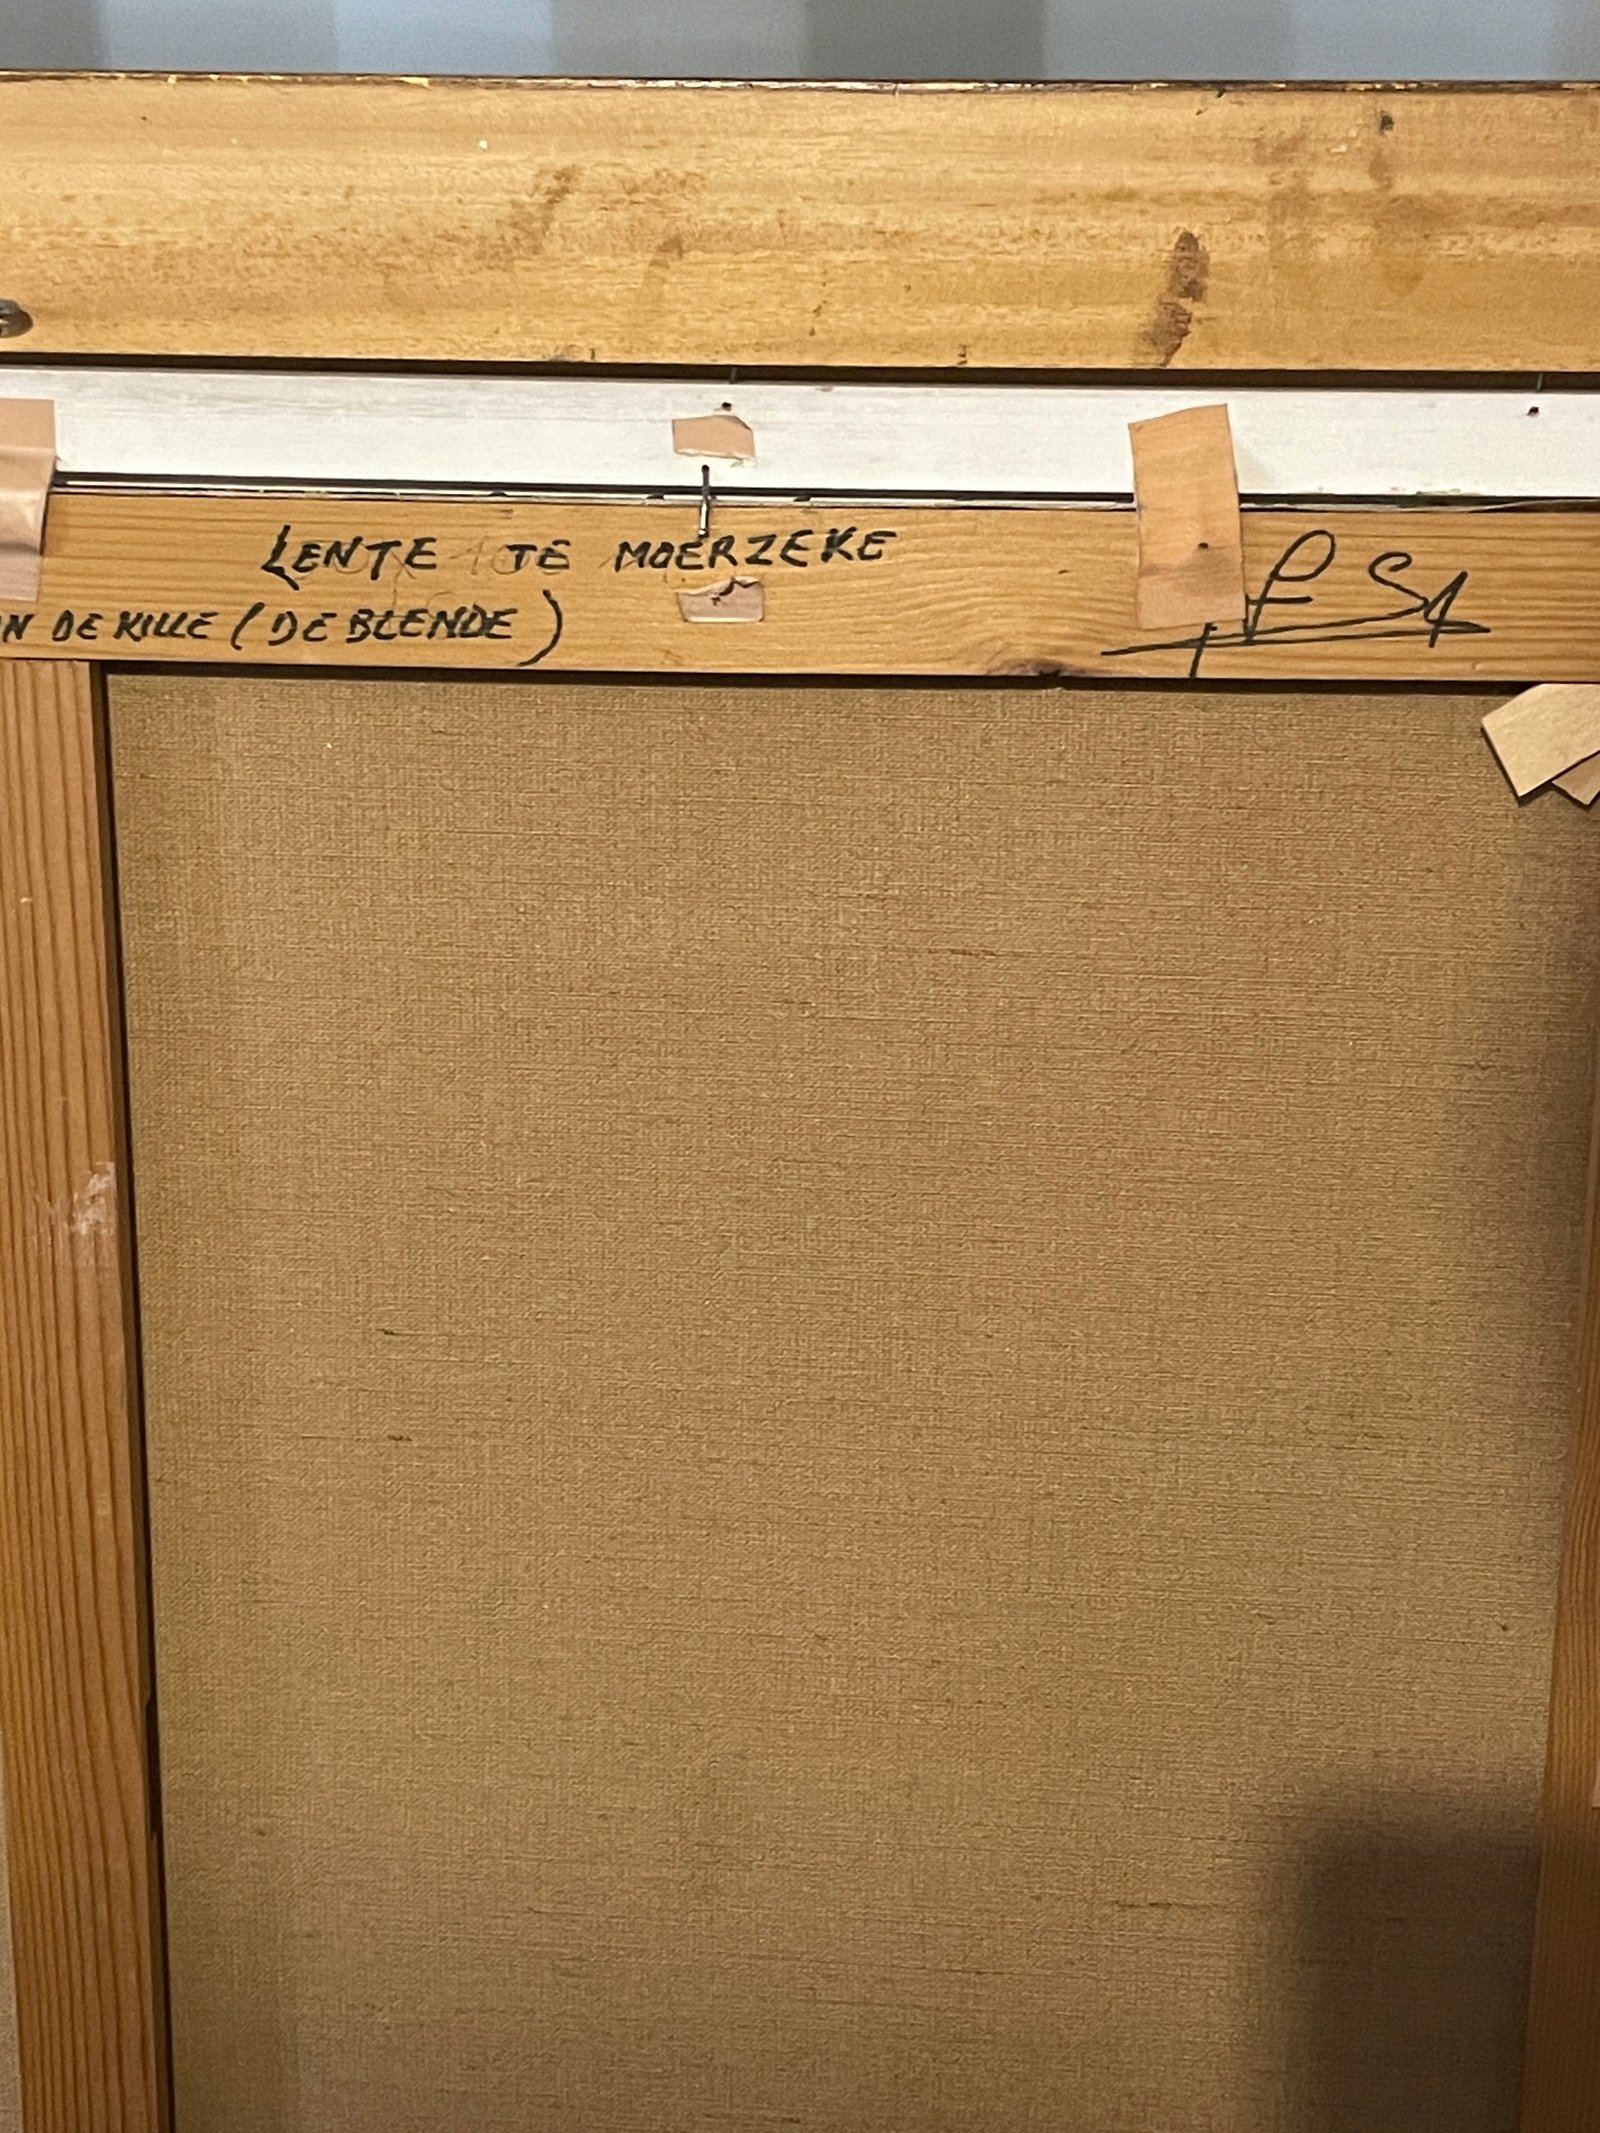 LENTE TE MOERZEKE
N DE KILLE (DE BLENDE)